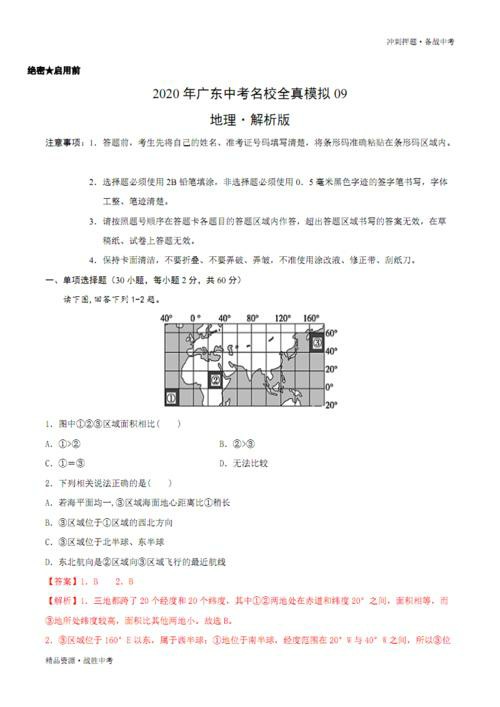 冲刺押题·备战中考
绝密★启用前
2020 年广东中考名校全真模拟 09
地理·解析版
注意事项：1．答题前，考生先将自己的姓名、准考证号码填写清楚，将条形码准确粘贴在条形码区域内。
2．选择题必须使用 2B 铅笔填涂，非选择题必须使用 0．5 毫米黑色字迹的签字笔书写，字体
工整、笔迹清楚。
3．请按照题号顺序在答题卡各题目的答题区域内作答，超出答题区域书写的答案无效，在草
稿纸、试卷上答题无效。
4．保持卡面清洁，不要折叠、不要弄破、弄皱，不准使用涂改液、修正带、刮纸刀。
一、单项选择题（30 小题，每小题 2 分，共 60 分）
读下图,回答下列 1-2 题。
40° 0° 40° 80° 120° 160°
60°
③
40°
20°
②
0°
①
20°
1．图中①②③区域面积相比(　　)
A．①>②　B．②>③
C．①＝③　D．无法比较
2．下列相关说法正确的是(　　)
A．若海平面均一,③区域海面地心距离比①稍长
B．③区域位于①区域的西北方向
C．③区域位于北半球、东半球
D．东北航向是②区域向③区域飞行的最近航线
【答案】1．B　2．B
【解析】1．三地都跨了 20 个经度和 20 个纬度，其中①②两地处在赤道和纬度 20° 之间，面积相等，而
③地所处纬度较高，面积比其他两地小。故选 B。
2．③区域位于 160° E 以东，属于西半球；①地位于南半球，经度范围在 20° W 与 40° W 之间，所以③位
精品资源·战胜中考